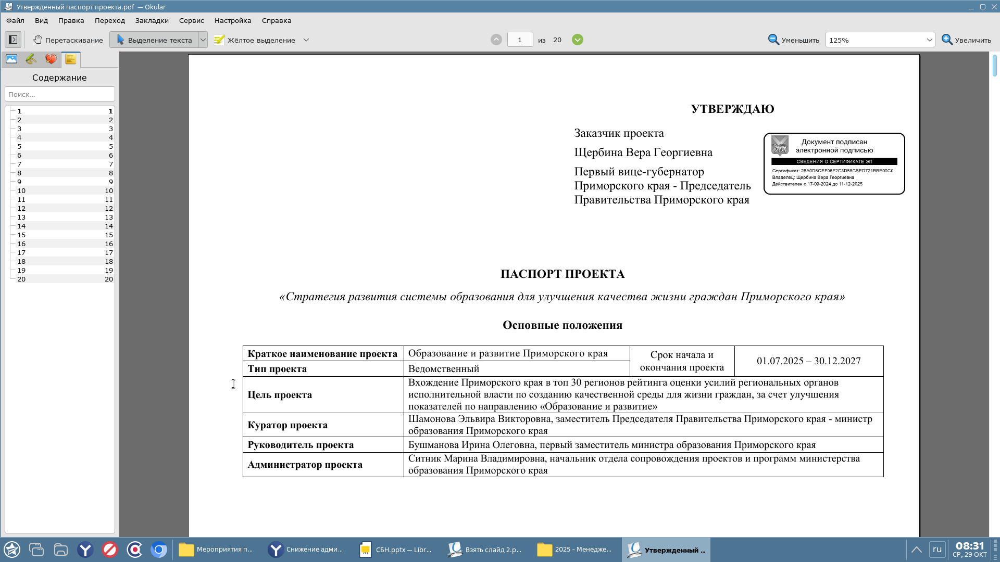 Утвержденный паспорт проекта.pdf — Okular
Файл Вид Правка Переход Закладки Сервис Настройка Справка
Перетаскивание Выделение текста Жёлтое выделение 1 из 20 Уменьшить 125% Увеличить
Содержание
Поиск...
1 1
2 2
3 3
4 4
5 5
6 6
7 7
8 8
9 9
10 10
11 11
12 12
13 13
14 14
15 15
16 16
17 17
18 18
19 19
20 20
УТВЕРЖДАЮ
Заказчик проекта
Щербина Вера Георгиевна
Первый вице-губернатор
Приморского края - Председатель
Правительства Приморского края
Документ подписан
электронной подписью
СВЕДЕНИЯ О СЕРТИФИКАТЕ ЭП
Сертификат: 28A0D6CEF06F2C3D58CBED721BBE00C0
Владелец: Щербина Вера Георгиевна
Действителен с 17-09-2024 до 11-12-2025
ПАСПОРТ ПРОЕКТА
«Стратегия развития системы образования для улучшения качества жизни граждан Приморского края»
Основные положения
Краткое наименование проекта Образование и развитие Приморского края
Тип проекта Ведомственный
Срок начала и
окончания проекта
01.07.2025 – 30.12.2027
Цель проекта
Вхождение Приморского края в топ 30 регионов рейтинга оценки усилий региональных органов
исполнительной власти по созданию качественной среды для жизни граждан, за счет улучшения
показателей по направлению «Образование и развитие»
Куратор проекта
Шамонова Эльвира Викторовна, заместитель Председателя Правительства Приморского края - министр
образования Приморского края
Руководитель проекта Бушманова Ирина Олеговна, первый заместитель министра образования Приморского края
Администратор проекта
Ситник Марина Владимировна, начальник отдела сопровождения проектов и программ министерства
образования Приморского края
Мероприятия п... Снижение адми... СБН.pptx — Libr... Взять слайд 2.p... 2025 - Менедже... Утвержденный ... ru 08:31
СР, 29 ОКТ